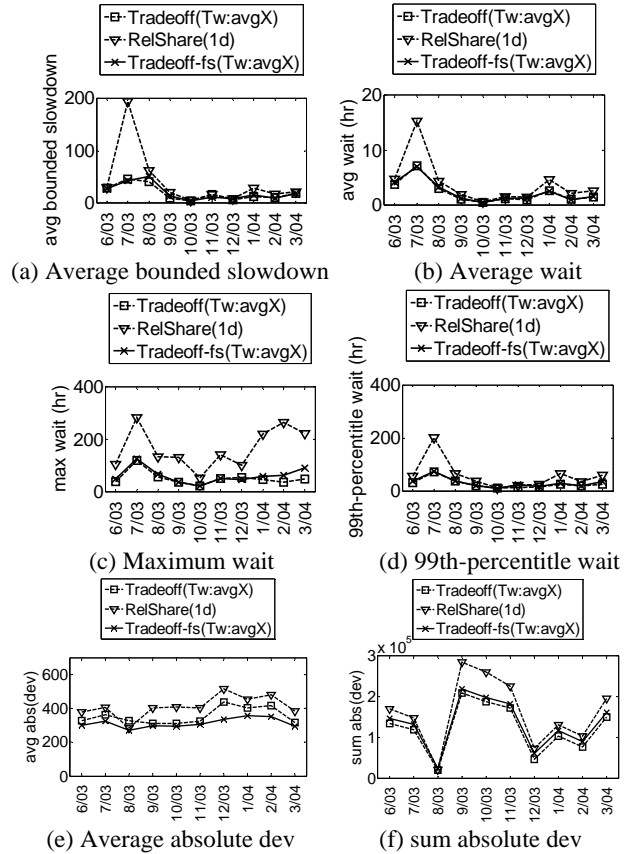 Tradeoff(Tw:avgX)
RelShare(1d)
Tradeoff-fs(Tw:avgX)
avg bounded slowdown
200
100
0
6/03 7/03 8/03 9/03 10/03 11/03 12/03 1/04 2/04 3/04
(a) Average bounded slowdown
Tradeoff(Tw:avgX)
RelShare(1d)
Tradeoff-fs(Tw:avgX)
avg wait (hr)
20
10
0
6/03 7/03 8/03 9/03 10/03 11/03 12/03 1/04 2/04 3/04
(b) Average wait
Tradeoff(Tw:avgX)
RelShare(1d)
Tradeoff-fs(Tw:avgX)
max wait (hr)
400
200
0
6/03 7/03 8/03 9/03 10/03 11/03 12/03 1/04 2/04 3/04
(c) Maximum wait
Tradeoff(Tw:avgX)
RelShare(1d)
Tradeoff-fs(Tw:avgX)
99th-percentitle wait (hr)
400
200
0
6/03 7/03 8/03 9/03 10/03 11/03 12/03 1/04 2/04 3/04
(d) 99th-percentitle wait
Tradeoff(Tw:avgX)
RelShare(1d)
Tradeoff-fs(Tw:avgX)
avg abs(dev)
600
400
200
0
6/03 7/03 8/03 9/03 10/03 11/03 12/03 1/04 2/04 3/04
(e) Average absolute dev
Tradeoff(Tw:avgX)
RelShare(1d)
Tradeoff-fs(Tw:avgX)
sum abs(dev)
x 10^5
3
2
1
0
6/03 7/03 8/03 9/03 10/03 11/03 12/03 1/04 2/04 3/04
(f) sum absolute dev